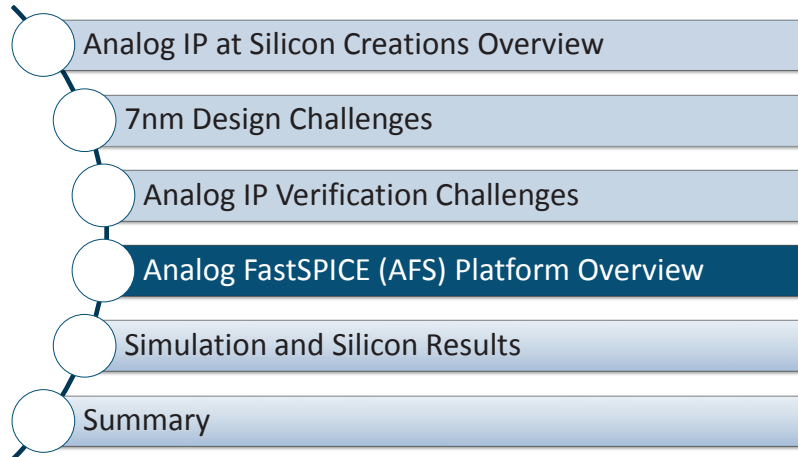 Analog IP at Silicon Creations Overview
7nm Design Challenges
Analog IP Verification Challenges
Analog FastSPICE (AFS) Platform Overview
Simulation and Silicon Results
Summary